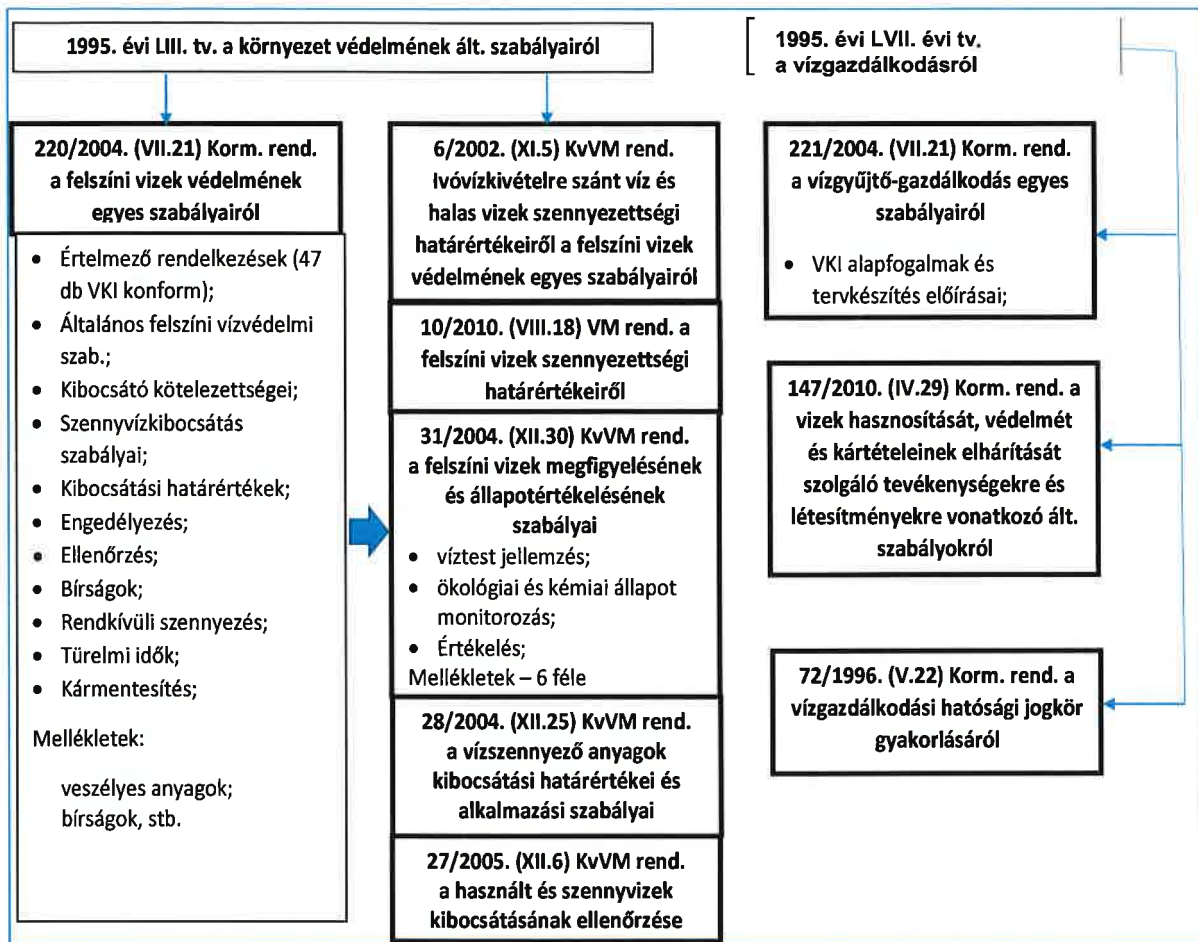 1995. évi LIII. tv. a környezet védelmének ált. szabályairól
1995. évi LVII. évi tv.
a vízgazdálkodásról
220/2004. (VII.21) Korm. rend.
a felszíni vizek védelmének
egyes szabályairól
• Értelmező rendelkezések (47
db VKI konform);
• Általános felszíni vízvédelmi
szab.;
• Kibocsátó kötelezettségei;
• Szennyvízkibocsátás
szabályai;
• Kibocsátási határértékek;
• Engedélyezés;
• Ellenőrzés;
• Bírságok;
• Rendkívüli szennyezés;
• Türelmi idők;
• Kármentesítés;
Mellékletek:
veszélyes anyagok;
bírságok, stb.
6/2002. (XI.5) KvVM rend.
Ivóvízkivételre szánt víz és
halas vizek szennyezettségi
határértékeiről a felszíni vizek
védelmének egyes szabályairól
10/2010. (VIII.18) VM rend. a
felszíni vizek szennyezettségi
határértékeiről
31/2004. (XII.30) KvVM rend.
a felszíni vizek megfigyelésének
és állapotértékelésének
szabályai
• víztest jellemzés;
• ökológiai és kémiai állapot
monitorozás;
• Értékelés;
Mellékletek – 6 féle
28/2004. (XII.25) KvVM rend.
a vízszennyező anyagok
kibocsátási határértékei és
alkalmazási szabályai
27/2005. (XII.6) KvVM rend.
a használt és szennyvizek
kibocsátásának ellenőrzése
221/2004. (VII.21) Korm. rend.
a vízgyűjtő-gazdálkodás egyes
szabályairól
• VKI alapfogalmak és
tervkészítés előírásai;
147/2010. (IV.29) Korm. rend. a
vizek hasznosítását, védelmét
és kártételeinek elhárítását
szolgáló tevékenységekre és
létesítményekre vonatkozó ált.
szabályokról
72/1996. (V.22) Korm. rend. a
vízgazdálkodási hatósági jogkör
gyakorlásáról